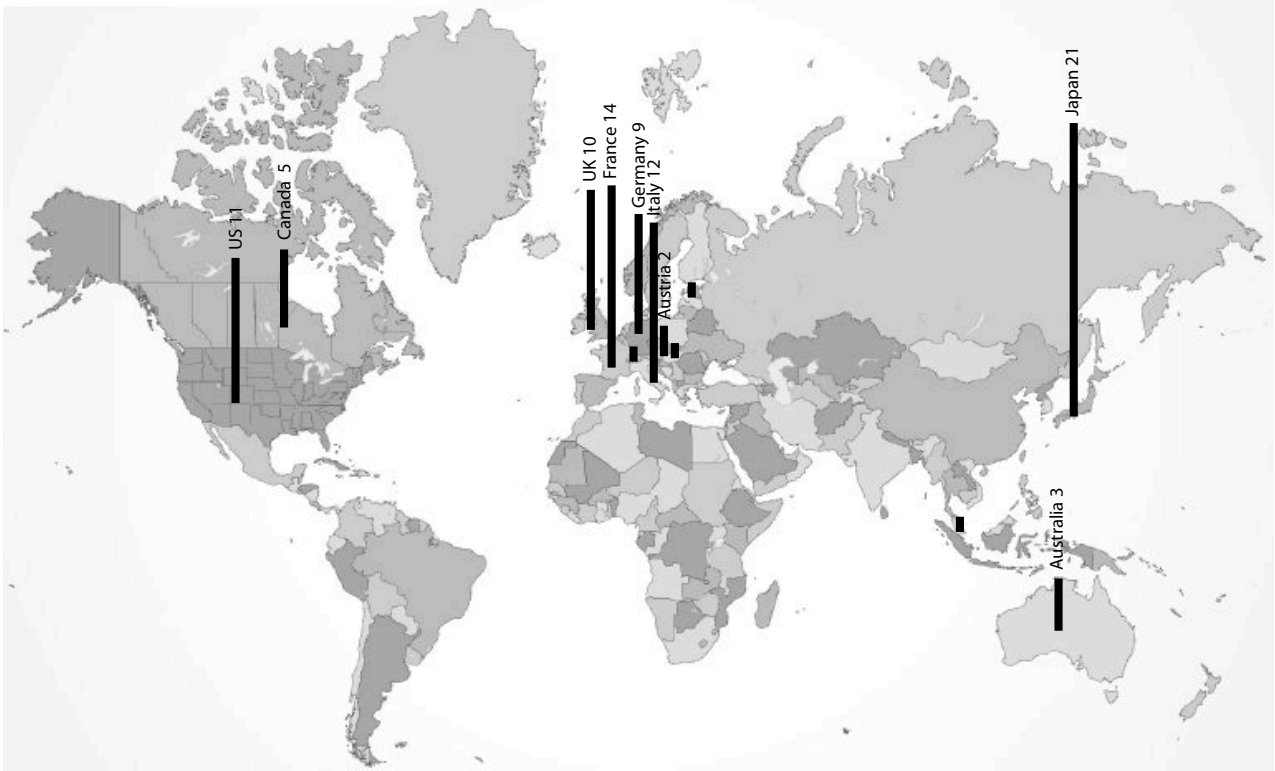 US 11
Canada 5
UK 10
France 14
Germany 9
Italy 12
Austria 2
Japan 21
Australia 3